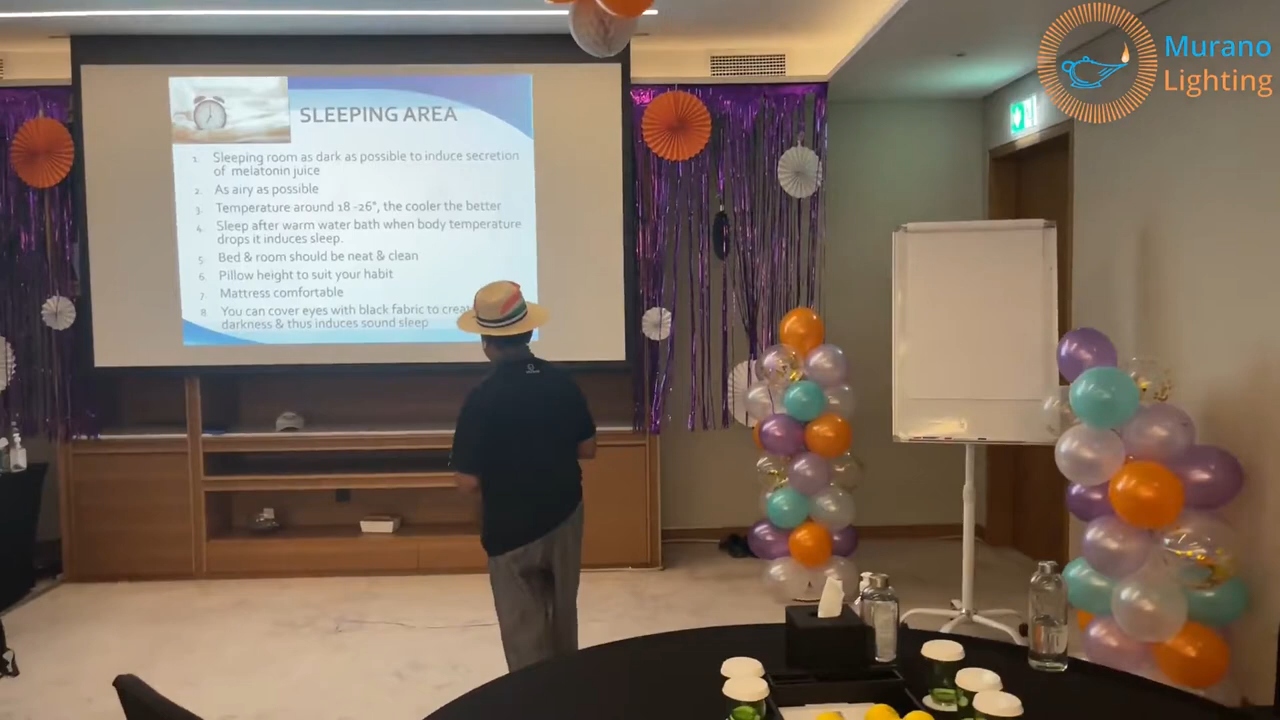 Murano
Lighting
SLEEPING AREA
1. Sleeping room as dark as possible to induce secretion
of melatonin juice
2. As airy as possible
3. Temperature around 18 -26°, the cooler the better
4. Sleep after warm water bath when body temperature
drops it induces sleep.
5. Bed & room should be neat & clean
6. Pillow height to suit your habit
7. Mattress comfortable
8. You can cover eyes with black fabric to
darkness & thus induces sound sleep